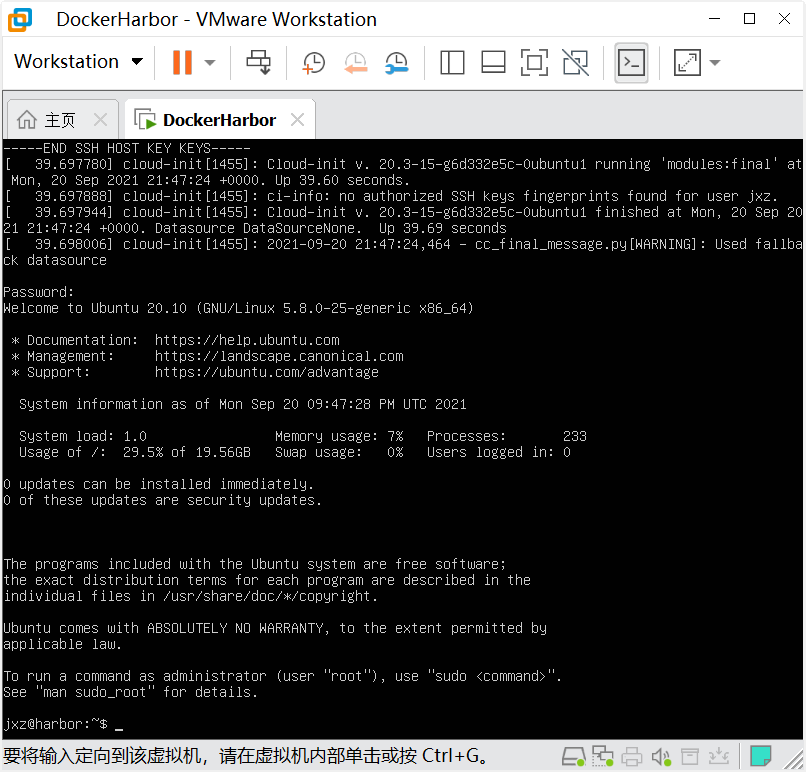 DockerHarbor - VMware Workstation
Workstation
主页 DockerHarbor
-----END SSH HOST KEY KEYS-----
[   39.697780] cloud-init[1455]: Cloud-init v. 20.3-15-g6d332e5c-0ubuntu1 running 'modules:final' at
 Mon, 20 Sep 2021 21:47:24 +0000. Up 39.60 seconds.
[   39.697888] cloud-init[1455]: ci-info: no authorized SSH keys fingerprints found for user jxz.
[   39.697944] cloud-init[1455]: Cloud-init v. 20.3-15-g6d332e5c-0ubuntu1 finished at Mon, 20 Sep 20
21 21:47:24 +0000. Datasource DataSourceNone.  Up 39.69 seconds
[   39.698006] cloud-init[1455]: 2021-09-20 21:47:24,464 - cc_final_message.py[WARNING]: Used fallba
ck datasource
Password:
Welcome to Ubuntu 20.10 (GNU/Linux 5.8.0-25-generic x86_64)
 * Documentation:  https://help.ubuntu.com
 * Management:     https://landscape.canonical.com
 * Support:        https://ubuntu.com/advantage
  System information as of Mon Sep 20 09:47:28 PM UTC 2021
  System load: 1.0                Memory usage: 7%   Processes:       233
  Usage of /:  29.5% of 19.56GB   Swap usage:   0%   Users logged in: 0
0 updates can be installed immediately.
0 of these updates are security updates.
The programs included with the Ubuntu system are free software;
the exact distribution terms for each program are described in the
individual files in /usr/share/doc/*/copyright.
Ubuntu comes with ABSOLUTELY NO WARRANTY, to the extent permitted by
applicable law.
To run a command as administrator (user "root"), use "sudo <command>".
See "man sudo_root" for details.
jxz@harbor:~$ _
要将输入定向到该虚拟机，请在虚拟机内部单击或按 Ctrl+G。